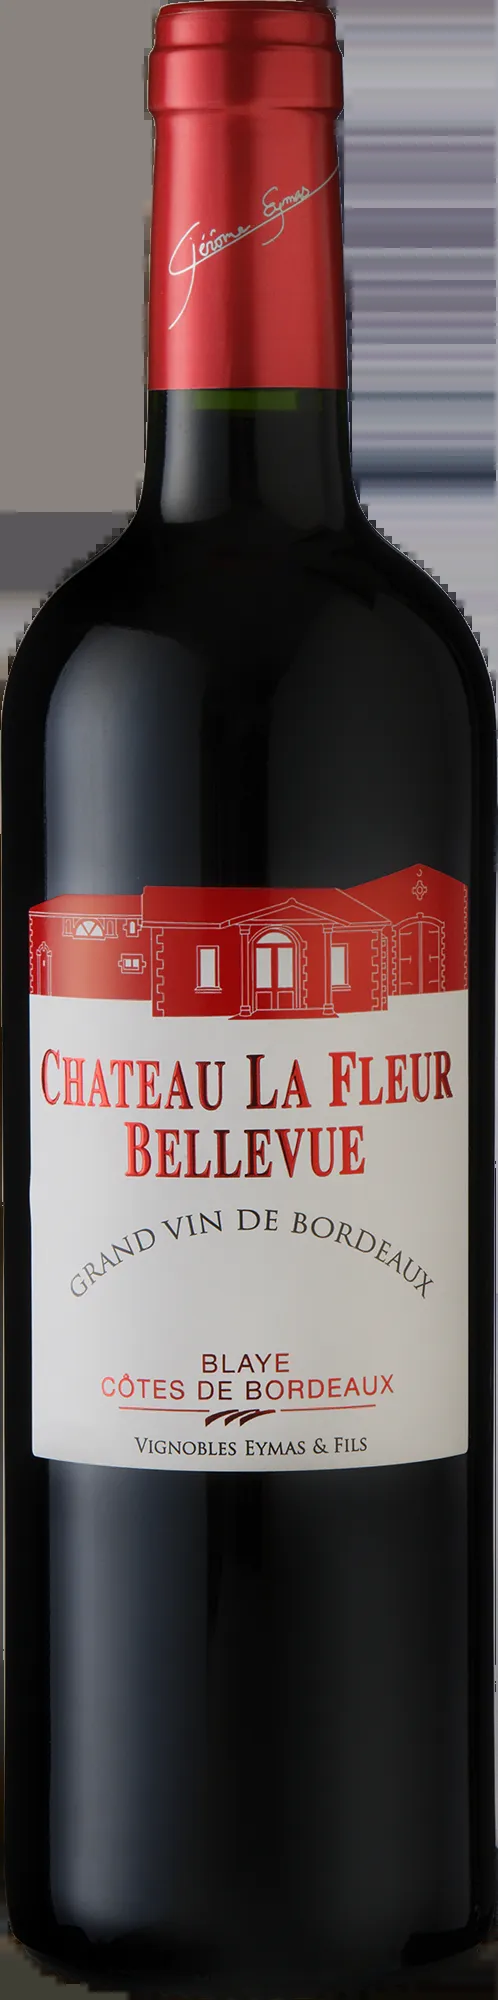 Jérôme Eymas
CHATEAU LA FLEUR
BELLEVUE
GRAND VIN DE BORDEAUX
BLAYE
CÔTES DE BORDEAUX
VIGNOBLES EYMAS & FILS